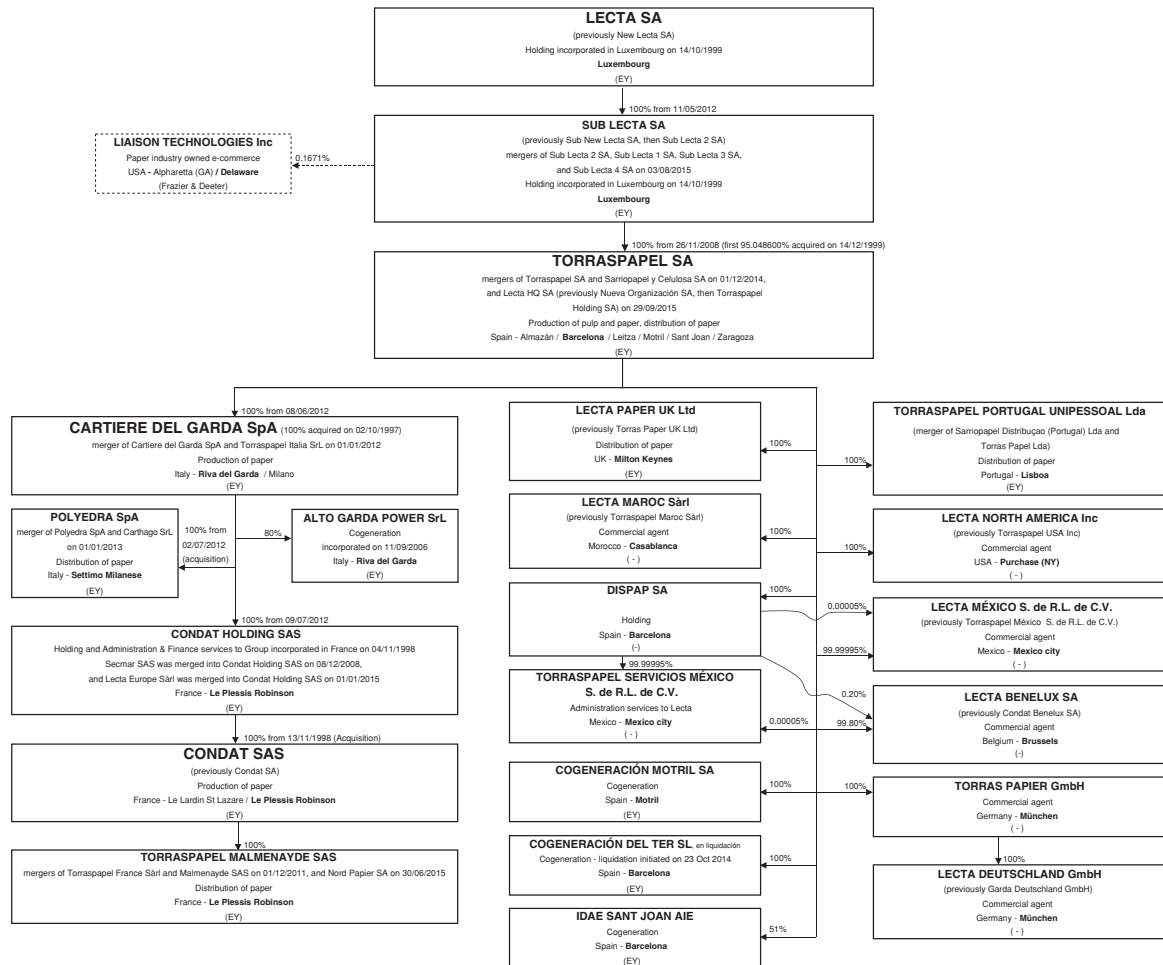 LECTA SA
(previously New Lecta SA)
Holding incorporated in Luxembourg on 14/10/1999
Luxembourg
(EY)
100% from 11/05/2012
SUB LECTA SA
(previously Sub New Lecta SA, then Sub Lecta 2 SA)
mergers of Sub Lecta 2 SA, Sub Lecta 1 SA, Sub Lecta 3 SA,
and Sub Lecta 4 SA on 03/08/2015
Holding incorporated in Luxembourg on 14/10/1999
Luxembourg
(EY)
LIAISON TECHNOLOGIES Inc
Paper industry owned e-commerce
USA - Alpharetta (GA) / Delaware
(Frazier & Deeter)
0.1671%
100% from 26/11/2008 (first 95.048600% acquired on 14/12/1999)
TORRASPAPEL SA
mergers of Torraspapel SA and Sarriopapel y Celulosa SA on 01/12/2014,
and Lecta HQ SA (previously Nueva Organización SA, then Torraspapel
Holding SA) on 29/09/2015
Production of pulp and paper, distribution of paper
Spain - Almazán / Barcelona / Leitza / Motril / Sant Joan / Zaragoza
(EY)
100% from 08/06/2012
CARTIERE DEL GARDA SpA (100% acquired on 02/10/1997)
merger of Cartiere del Garda SpA and Torraspapel Italia SrL on 01/01/2012
Production of paper
Italy - Riva del Garda / Milano
(EY)
POLYEDRA SpA
merger of Polyedra SpA and Carthago SrL
on 01/01/2013
Distribution of paper
Italy - Settimo Milanese
(EY)
100% from
02/07/2012
(acquisition)
80%
ALTO GARDA POWER SrL
Cogeneration
incorporated on 11/09/2006
Italy - Riva del Garda
(EY)
100% from 09/07/2012
CONDAT HOLDING SAS
Holding and Administration & Finance services to Group incorporated in France on 04/11/1998
Secmar SAS was merged into Condat Holding SAS on 08/12/2008,
and Lecta Europe Sàrl was merged into Condat Holding SAS on 01/01/2015
France - Le Plessis Robinson
(EY)
100% from 13/11/1998 (Acquisition)
CONDAT SAS
(previously Condat SA)
Production of paper
France - Le Lardin St Lazare / Le Plessis Robinson
(EY)
100%
TORRASPAPEL MALMENAYDE SAS
mergers of Torraspapel France Sàrl and Malmenayde SAS on 01/12/2011, and Nord Papier SA on 30/06/2015
Distribution of paper
France - Le Plessis Robinson
(EY)
LECTA PAPER UK Ltd
(previously Torras Paper UK Ltd)
Distribution of paper
UK - Milton Keynes
(EY)
100%
LECTA MAROC Sàrl
(previously Torraspapel Maroc Sàrl)
Commercial agent
Morocco - Casablanca
( - )
100%
DISPAP SA
Holding
Spain - Barcelona
(-)
100%
99.99995%
TORRASPAPEL SERVICIOS MÉXICO
S. de R.L. de C.V.
Administration services to Lecta
Mexico - Mexico city
( - )
0.00005%
COGENERACIÓN MOTRIL SA
Cogeneration
Spain - Motril
(EY)
100%
COGENERACIÓN DEL TER SL, en liquidación
Cogeneration - liquidation initiated on 23 Oct 2014
Spain - Barcelona
(EY)
100%
IDAE SANT JOAN AIE
Cogeneration
Spain - Barcelona
(EY)
51%
TORRASPAPEL PORTUGAL UNIPESSOAL Lda
(merger of Sarriopapel Distribuçao (Portugal) Lda and
Torras Papel Lda)
Distribution of paper
Portugal - Lisboa
(EY)
100%
LECTA NORTH AMERICA Inc
(previously Torraspapel USA Inc)
Commercial agent
USA - Purchase (NY)
( - )
100%
0.00005%
LECTA MÉXICO S. de R.L. de C.V.
(previously Torraspapel México S. de R.L. de C.V.)
Commercial agent
Mexico - Mexico city
( - )
99.99995%
0.20%
LECTA BENELUX SA
(previously Condat Benelux SA)
Commercial agent
Belgium - Brussels
(-)
99.80%
TORRAS PAPIER GmbH
Commercial agent
Germany - München
( - )
100%
100%
LECTA DEUTSCHLAND GmbH
(previously Garda Deutschland GmbH)
Commercial agent
Germany - München
( - )